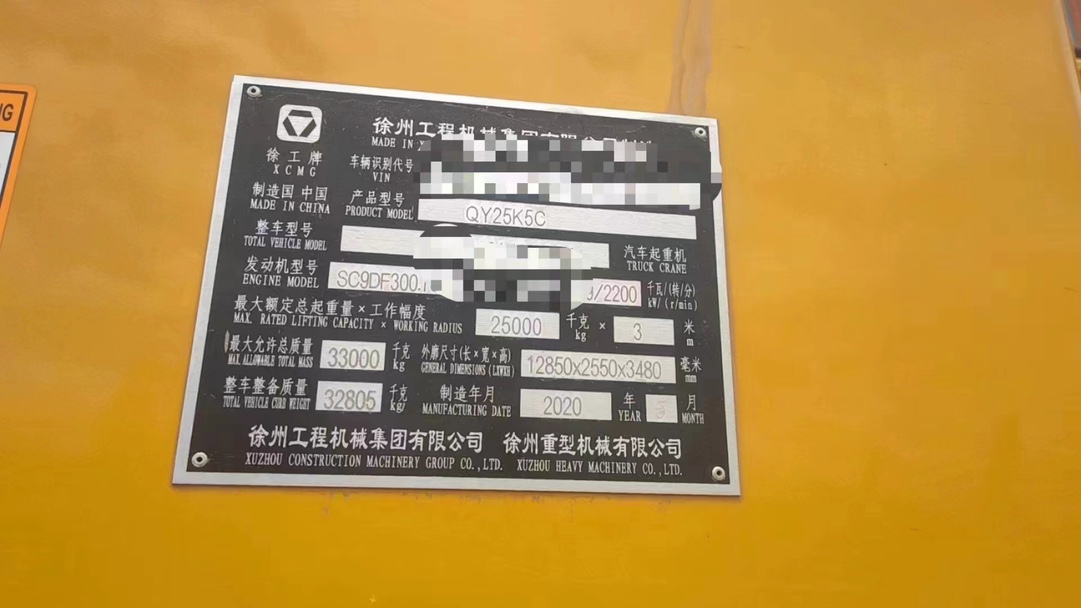 NG
徐州工程机械集团有限公司
MADE IN
徐工牌
XCMG
车辆识别代号
VIN
制造国 中国
MADE IN CHINA
产品型号
PRODUCT MODEL
QY25K5C
整车型号
TOTAL VEHICLE MODEL
汽车起重机
TRUCK CRANE
发动机型号
ENGINE MODEL
SC9DF300.
/2200
千瓦/(转/分)
kW/(r/min)
最大额定总起重量×工作幅度
MAX. RATED LIFTING CAPACITY × WORKING RADIUS
25000
千克
kg
×
3
米
m
最大允许总质量
MAX. ALLOWABLE TOTAL MASS
33000
千克
kg
外廓尺寸(长×宽×高)
GENERAL DIMENSIONS (LXWXH)
12850x2550x3480
毫米
mm
整车整备质量
TOTAL VEHICLE CURB WEIGHT
32805
千克
kg
制造年月
MANUFACTURING DATE
2020
年
YEAR
月
MONTH
徐州工程机械集团有限公司 徐州重型机械有限公司
XUZHOU CONSTRUCTION MACHINERY GROUP CO., LTD. XUZHOU HEAVY MACHINERY CO., LTD.